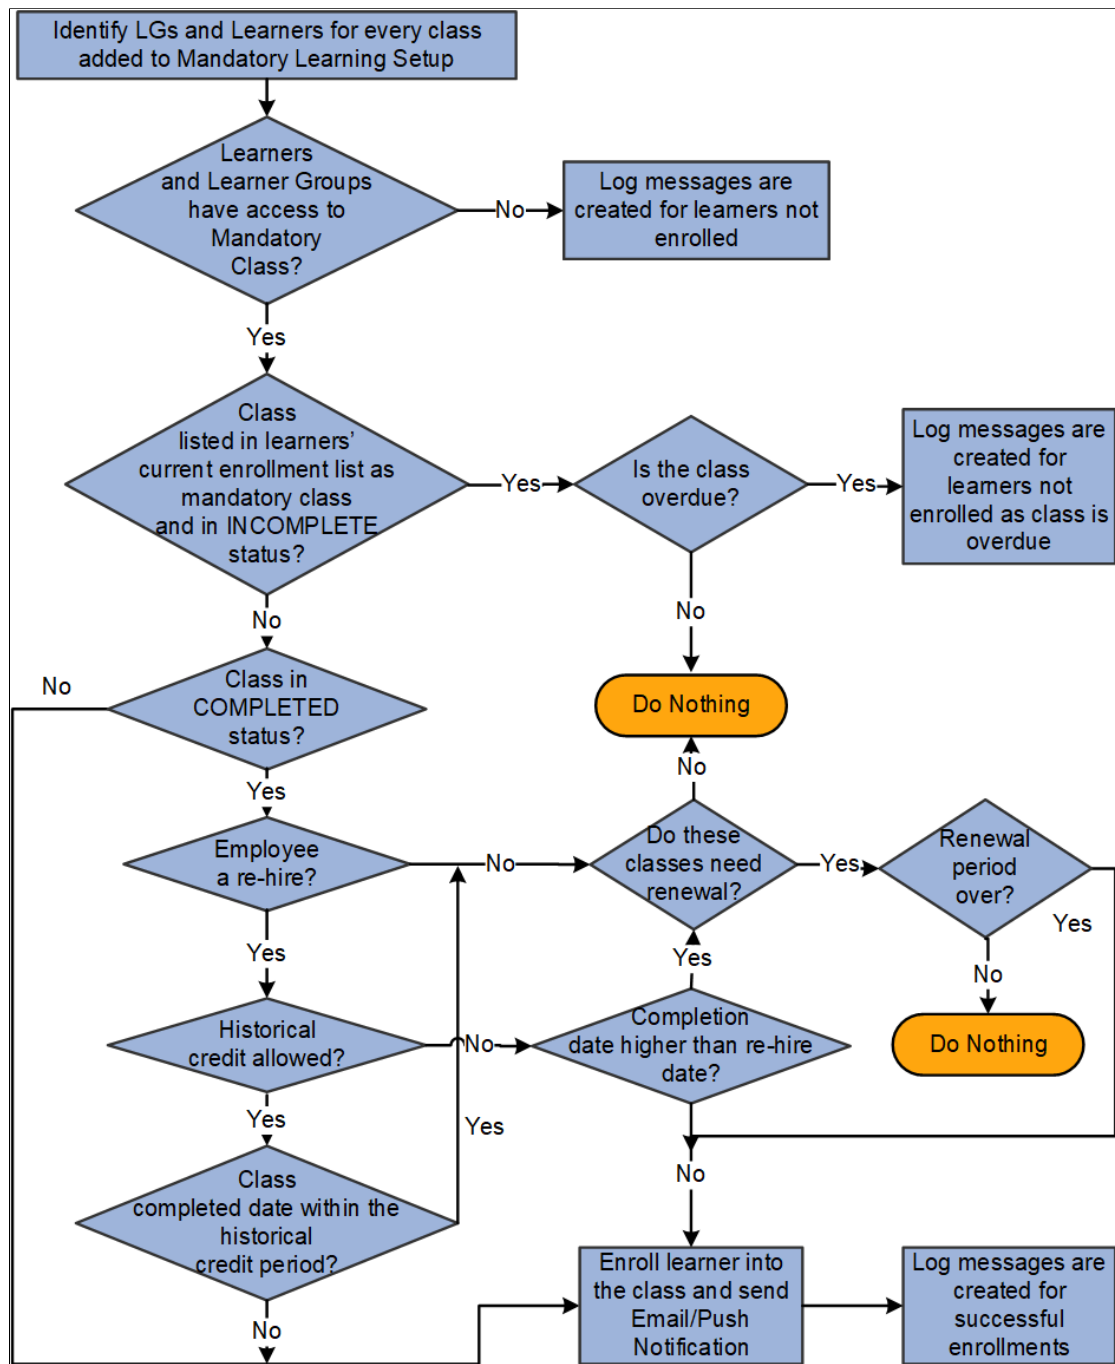 Identify LGs and Learners for every class
added to Mandatory Learning Setup
Learners
and Learner Groups
have access to
Mandatory
Class?
No
Log messages are
created for learners not
enrolled
Yes
Class
listed in learners’
current enrollment list as
mandatory class
and in INCOMPLETE
status?
Yes
Is the class
overdue?
Yes
Log messages are
created for
learners not
enrolled as class is
overdue
No
No
Do Nothing
No
Class in
COMPLETED
status?
No
Yes
Employee
a re-hire?
No
Do these
classes need
renewal?
Yes
Renewal
period
over?
Yes
Yes
Yes
No
Historical
credit allowed?
No
Completion
date higher than re-hire
date?
Do Nothing
Yes
Yes
Class
completed date within the
historical
credit period?
No
Enroll learner into
the class and send
Email/Push
Notification
Log messages are
created for
successful
enrollments
No